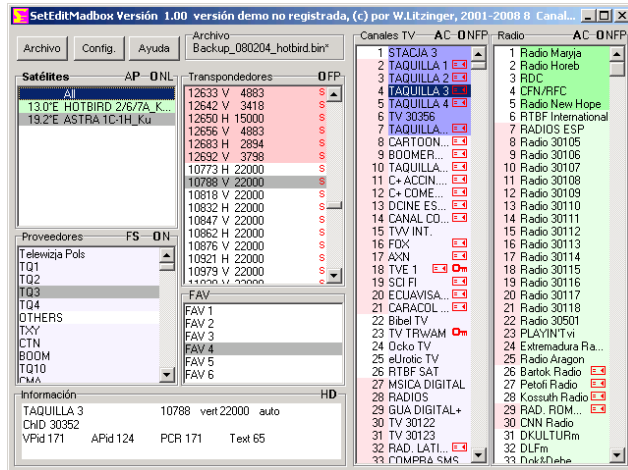 SetEditMadbox Versión 1.00 versión demo no registrada, (c) por W.Litzinger, 2001-2008 8 Canal...
Archivo
Config.
Ayuda
Archivo
Backup_080204_hotbird.bin*
Satélites AP ONL
All
13.0°E HOTBIRD 2/6/7A_K...
19.2°E ASTRA 1C-1H_Ku
Proveedores FS ON
Telewizja Pols
TQ1
TQ2
TQ3
TQ4
OTHERS
TXY
CTN
BOOM
TQ10
CMA
Transpondedores OFP
12633 V 4883 S
12642 V 3418 S
12650 H 15000 S
12656 V 4883 S
12683 H 2894 S
12692 V 3798 S
10773 H 22000 S
10788 V 22000 S
10818 V 22000 S
10832 H 22000 S
10847 V 22000 S
10862 H 22000 S
10876 V 22000 S
10921 H 22000 S
10979 V 22000 S
11020 V 22000 S
FAV
FAV 1
FAV 2
FAV 3
FAV 4
FAV 5
FAV 6
Información HD
TAQUILLA 3 10788 vert 22000 auto
ChID 30352
VPid 171 APid 124 PCR 171 Text 65
Canales TV AC ONFP
1 STACJA 3
2 TAQUILLA 1
3 TAQUILLA 2
4 TAQUILLA 3
5 TAQUILLA 4
6 TV 30356
7 TAQUILLA...
8 CARTOON...
9 BOOMER...
10 TAQUILLA...
11 C+ ACCIN...
12 C+ COME...
13 DCINE ES...
14 CANAL CO...
15 TVV INT.
16 FOX
17 AXN
18 TVE 1
19 SCI FI
20 ECUAVISA...
21 CARACOL ...
22 Bibel TV
23 TV TRWAM
24 Ocko TV
25 eUrotic TV
26 RTBF SAT
27 MSICA DIGITAL
28 RADIOS
29 GUA DIGITAL+
30 TV 30122
31 TV 30123
32 RAD. LATI...
33 COMPRA SMS
Radio AC ONFP
1 Radio Maryja
2 Radio Horeb
3 RDC
4 CFN/RFC
5 Radio New Hope
6 RTBF International
7 RADIOS ESP
8 Radio 30105
9 Radio 30106
10 Radio 30107
11 Radio 30108
12 Radio 30109
13 Radio 30110
14 Radio 30111
15 Radio 30112
16 Radio 30113
17 Radio 30114
18 Radio 30115
19 Radio 30116
20 Radio 30117
21 Radio 30118
22 Radio 30501
23 PLAYIN'Tvi
24 Extremadura Ra...
25 Radio Aragon
26 Bartok Radio
27 Petofi Radio
28 Kossuth Radio
29 RAD. ROM...
30 CNN Radio
31 DKULTURm
32 DLFm
33 Dok&Debe